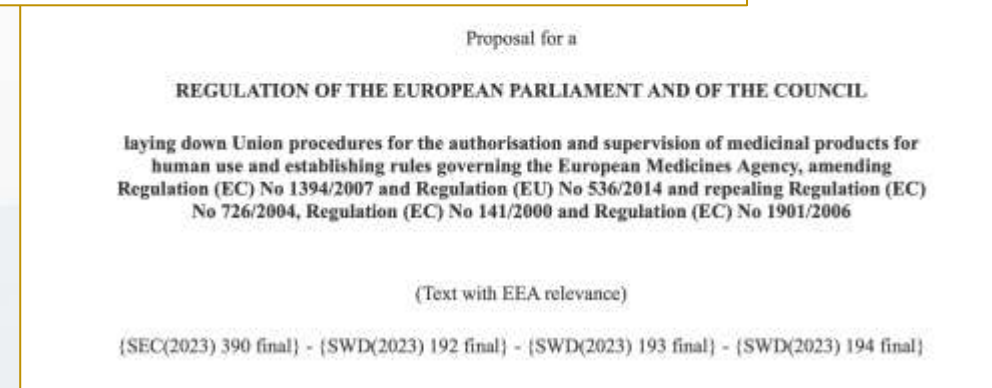 Proposal for a
REGULATION OF THE EUROPEAN PARLIAMENT AND OF THE COUNCIL
laying down Union procedures for the authorisation and supervision of medicinal products for
human use and establishing rules governing the European Medicines Agency, amending
Regulation (EC) No 1394/2007 and Regulation (EU) No 536/2014 and repealing Regulation (EC)
No 726/2004, Regulation (EC) No 141/2000 and Regulation (EC) No 1901/2006
(Text with EEA relevance)
{SEC(2023) 390 final} - {SWD(2023) 192 final} - {SWD(2023) 193 final} - {SWD(2023) 194 final}